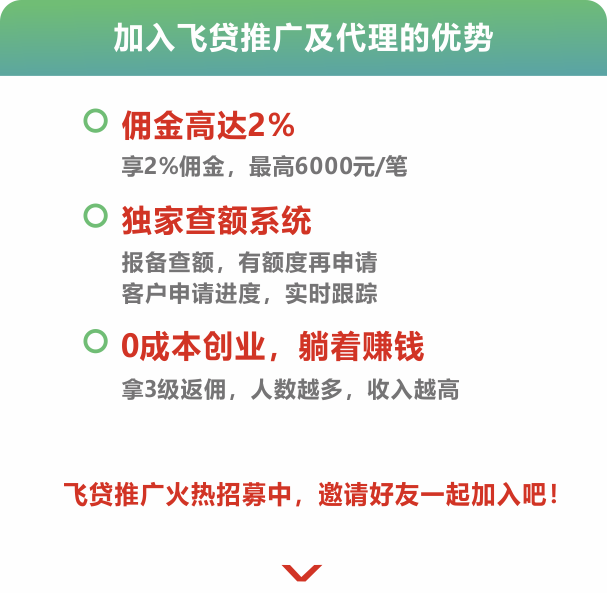 加入飞贷推广及代理的优势
佣金高达2%
享2%佣金，最高6000元/笔
独家查额系统
报备查额，有额度再申请
客户申请进度，实时跟踪
0成本创业，躺着赚钱
拿3级返佣，人数越多，收入越高
飞贷推广火热招募中，邀请好友一起加入吧！